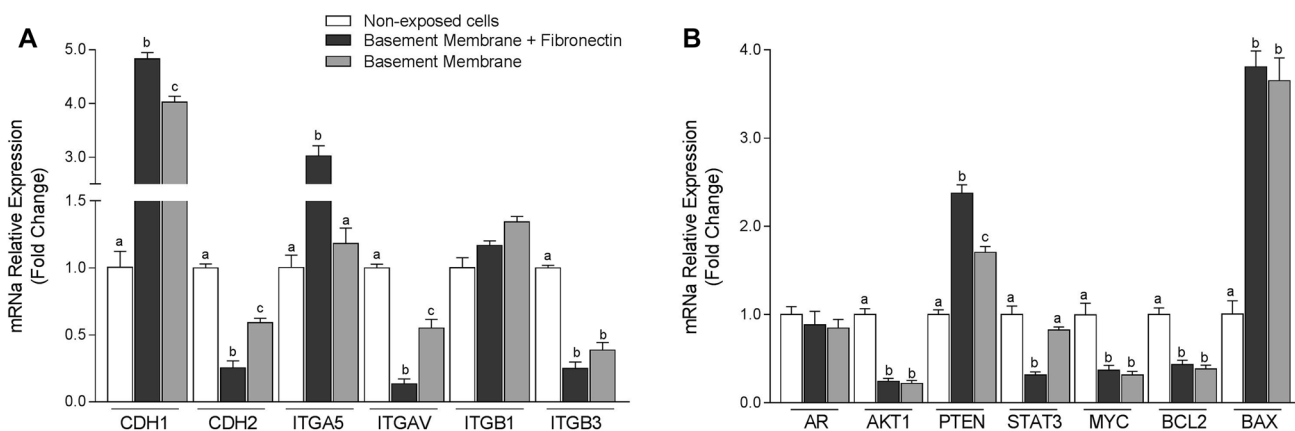 A
Non-exposed cells
Basement Membrane + Fibronectin
Basement Membrane
mRNa Relative Expression
(Fold Change)
5.0
4.0
3.0
1.5
1.0
0.5
0.0
a b c
a b c
a b a
a b c
a b b
CDH1 CDH2 ITGA5 ITGAV ITGB1 ITGB3
B
mRNa Relative Expression
(Fold Change)
4.0
3.0
2.0
1.0
0.0
a b b
a b c
a b a
a b b
a b b
a b b
AR AKT1 PTEN STAT3 MYC BCL2 BAX